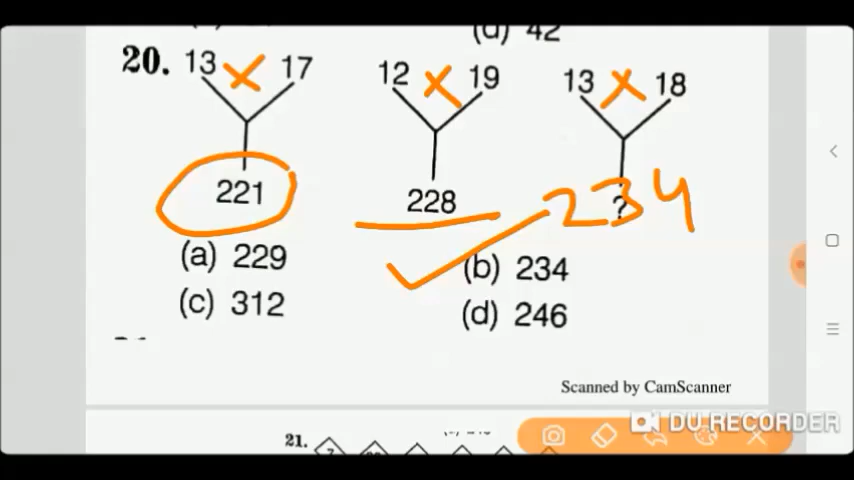 (d) 42
20. 13 × 17 12 × 19 13 × 18
221 228 ? 234
(a) 229 (b) 234
(c) 312 (d) 246
Scanned by CamScanner
DU RECORDER
21.